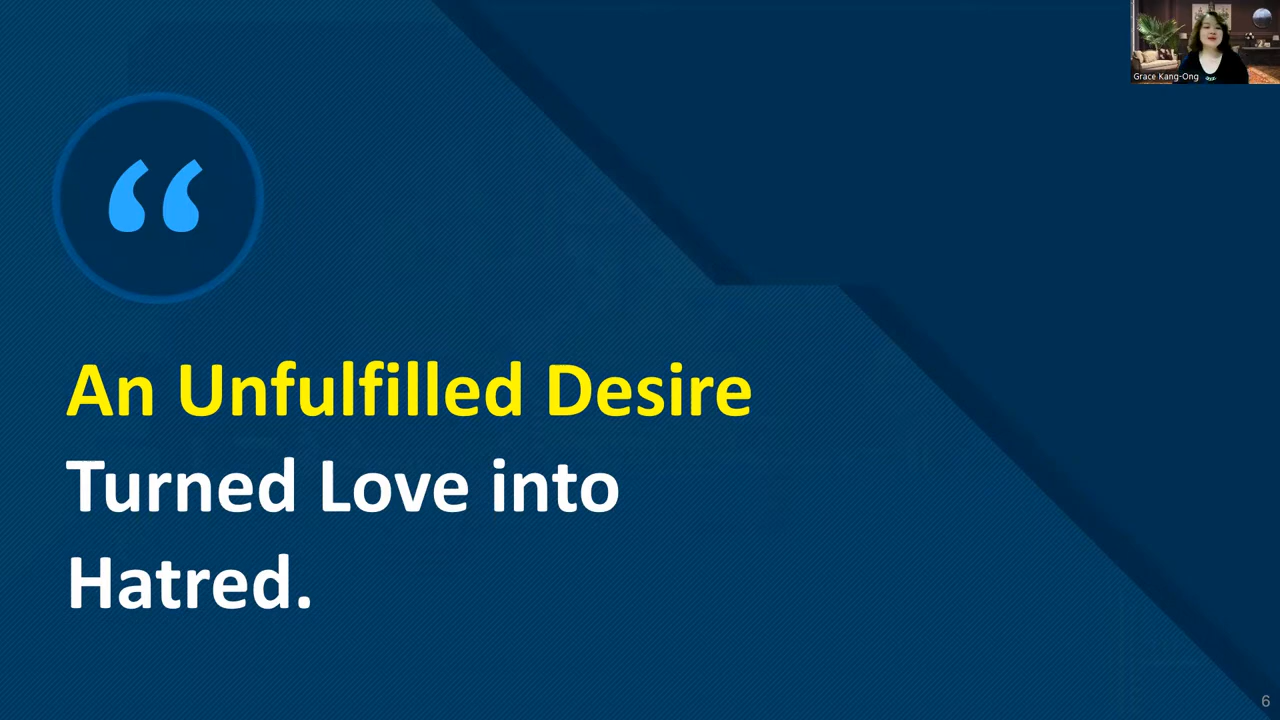 Grace Kang-Ong
“
An Unfulfilled Desire
Turned Love into
Hatred.
6